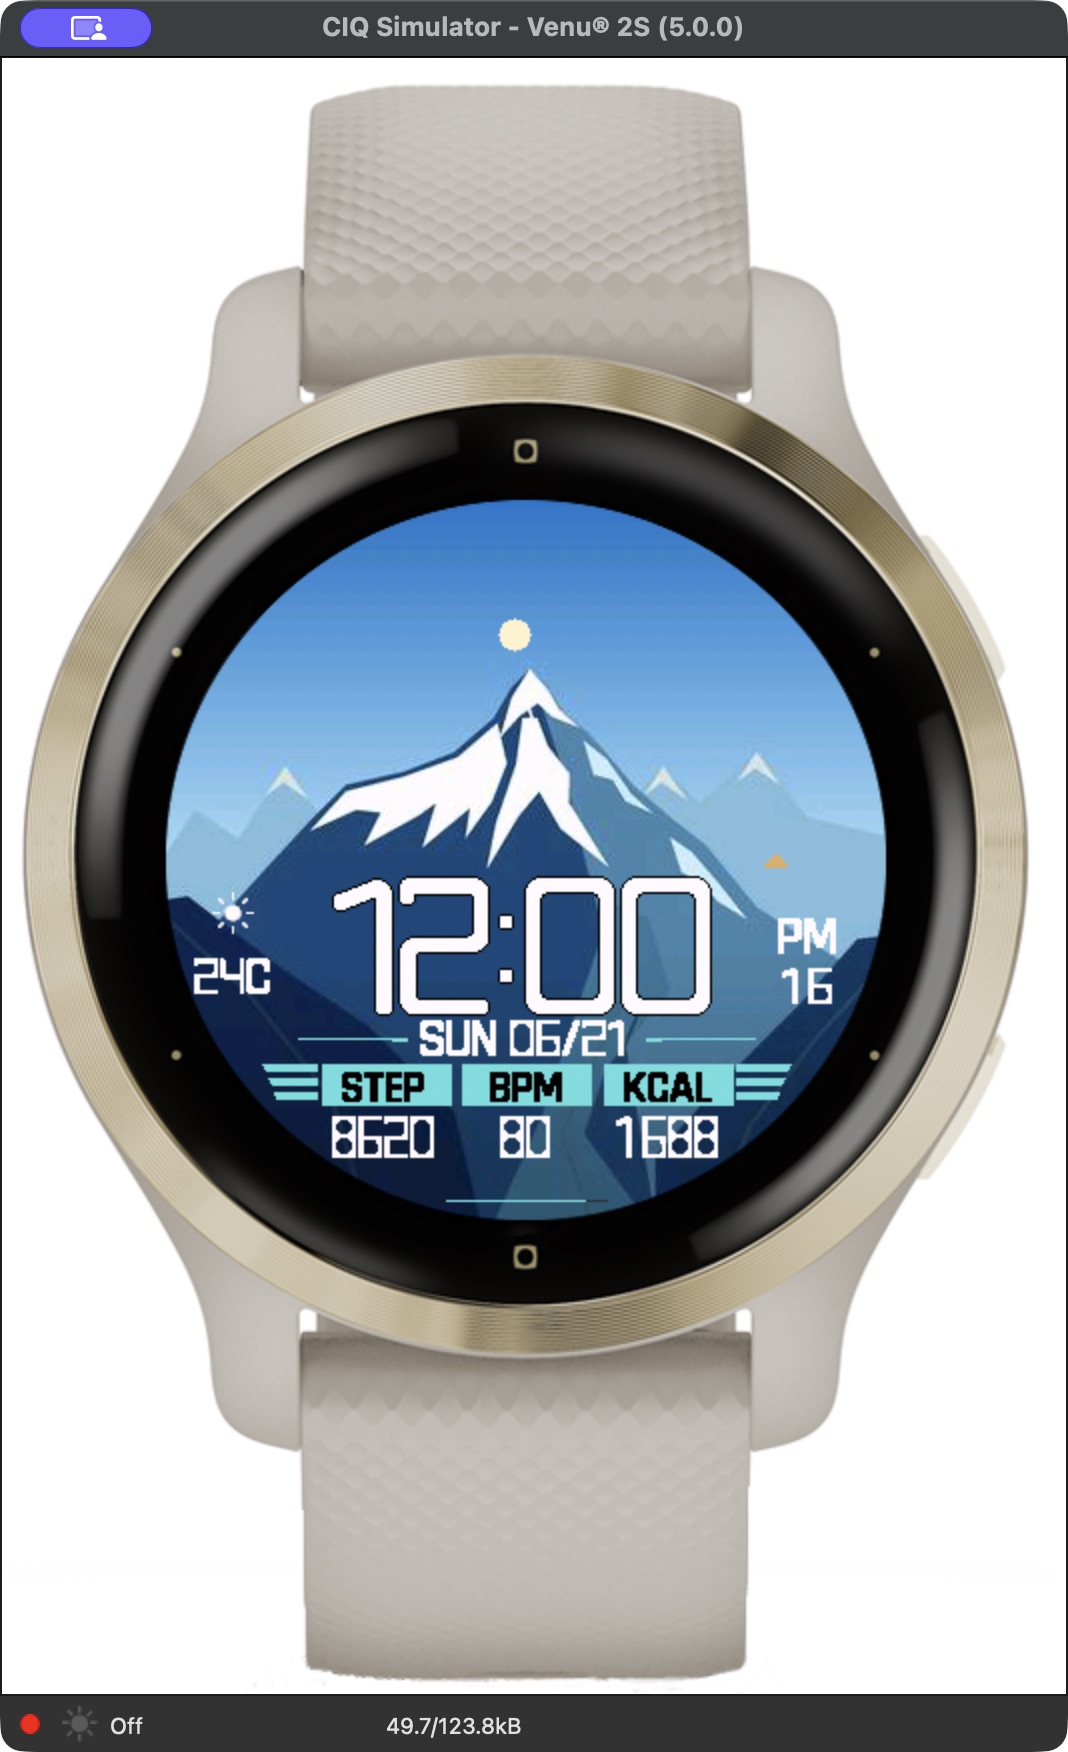 CIQ Simulator - Venu® 2S (5.0.0)
12:00
PM
24C
16
SUN 06/21
STEP BPM KCAL
8620 80 1688
Off 49.7/123.8kB